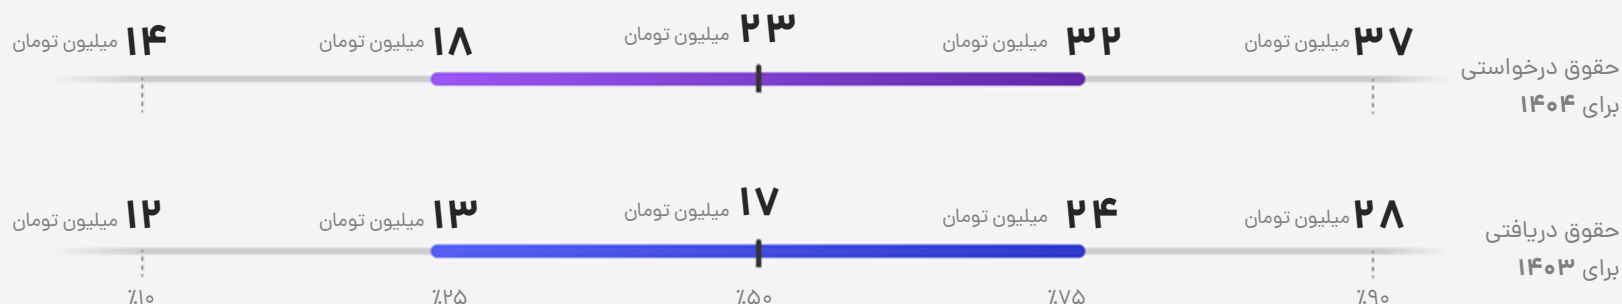 حقوق درخواستی
برای ۱۴۰۴
۳۷ میلیون تومان
۳۲ میلیون تومان
۲۳ میلیون تومان
۱۸ میلیون تومان
۱۴ میلیون تومان
حقوق دریافتی
برای ۱۴۰۳
۲۸ میلیون تومان
۲۴ میلیون تومان
۱۷ میلیون تومان
۱۳ میلیون تومان
۱۲ میلیون تومان
٪۹۰
٪۷۵
٪۵۰
٪۲۵
٪۱۰